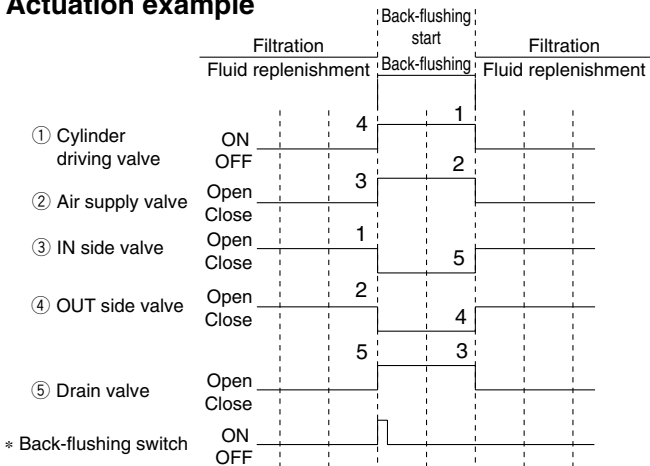 Actuation example
Back-flushing
start
Filtration
Filtration
Fluid replenishment
Back-flushing
Fluid replenishment
① Cylinder
driving valve
ON
OFF
4
1
② Air supply valve
Open
Close
3
2
③ IN side valve
Open
Close
1
5
④ OUT side valve
Open
Close
2
4
⑤ Drain valve
Open
Close
5
3
* Back-flushing switch
ON
OFF